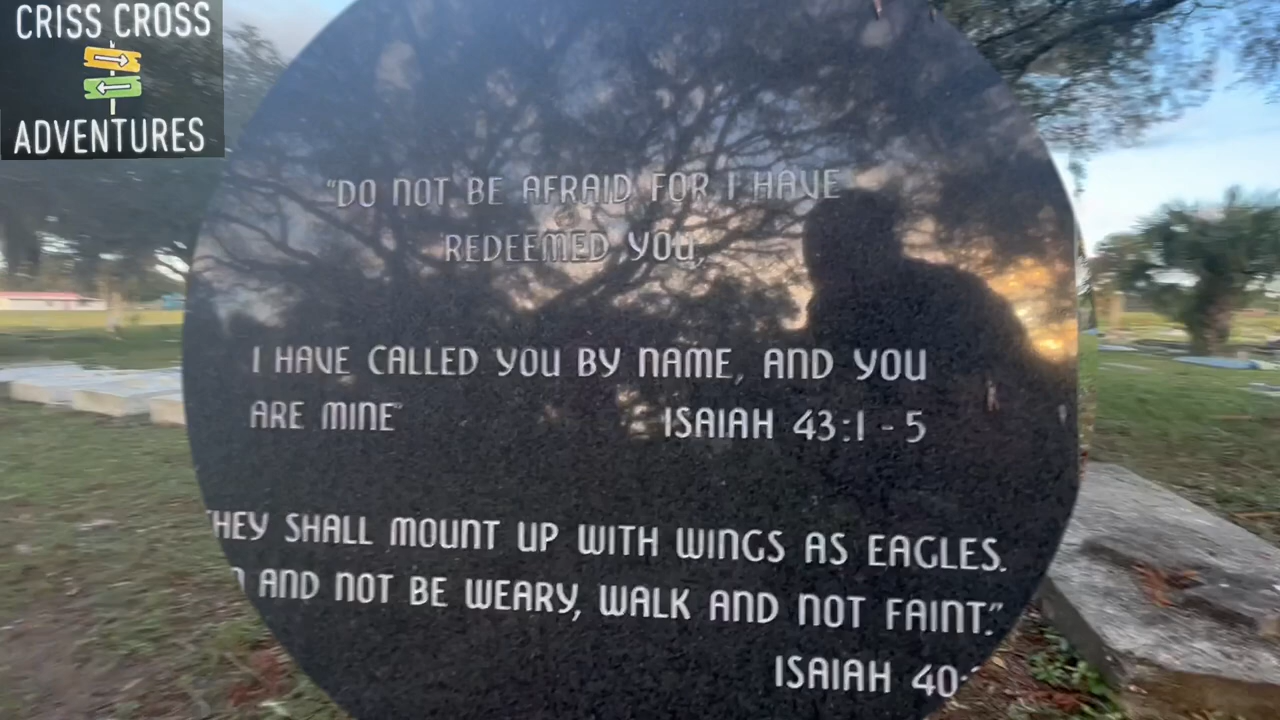 CRISS CROSS
ADVENTURES
"DO NOT BE AFRAID FOR I HAVE
REDEEMED YOU,
I HAVE CALLED YOU BY NAME, AND YOU
ARE MINE"
ISAIAH 43:1 - 5
THEY SHALL MOUNT UP WITH WINGS AS EAGLES.
AND NOT BE WEARY, WALK AND NOT FAINT."
ISAIAH 40: